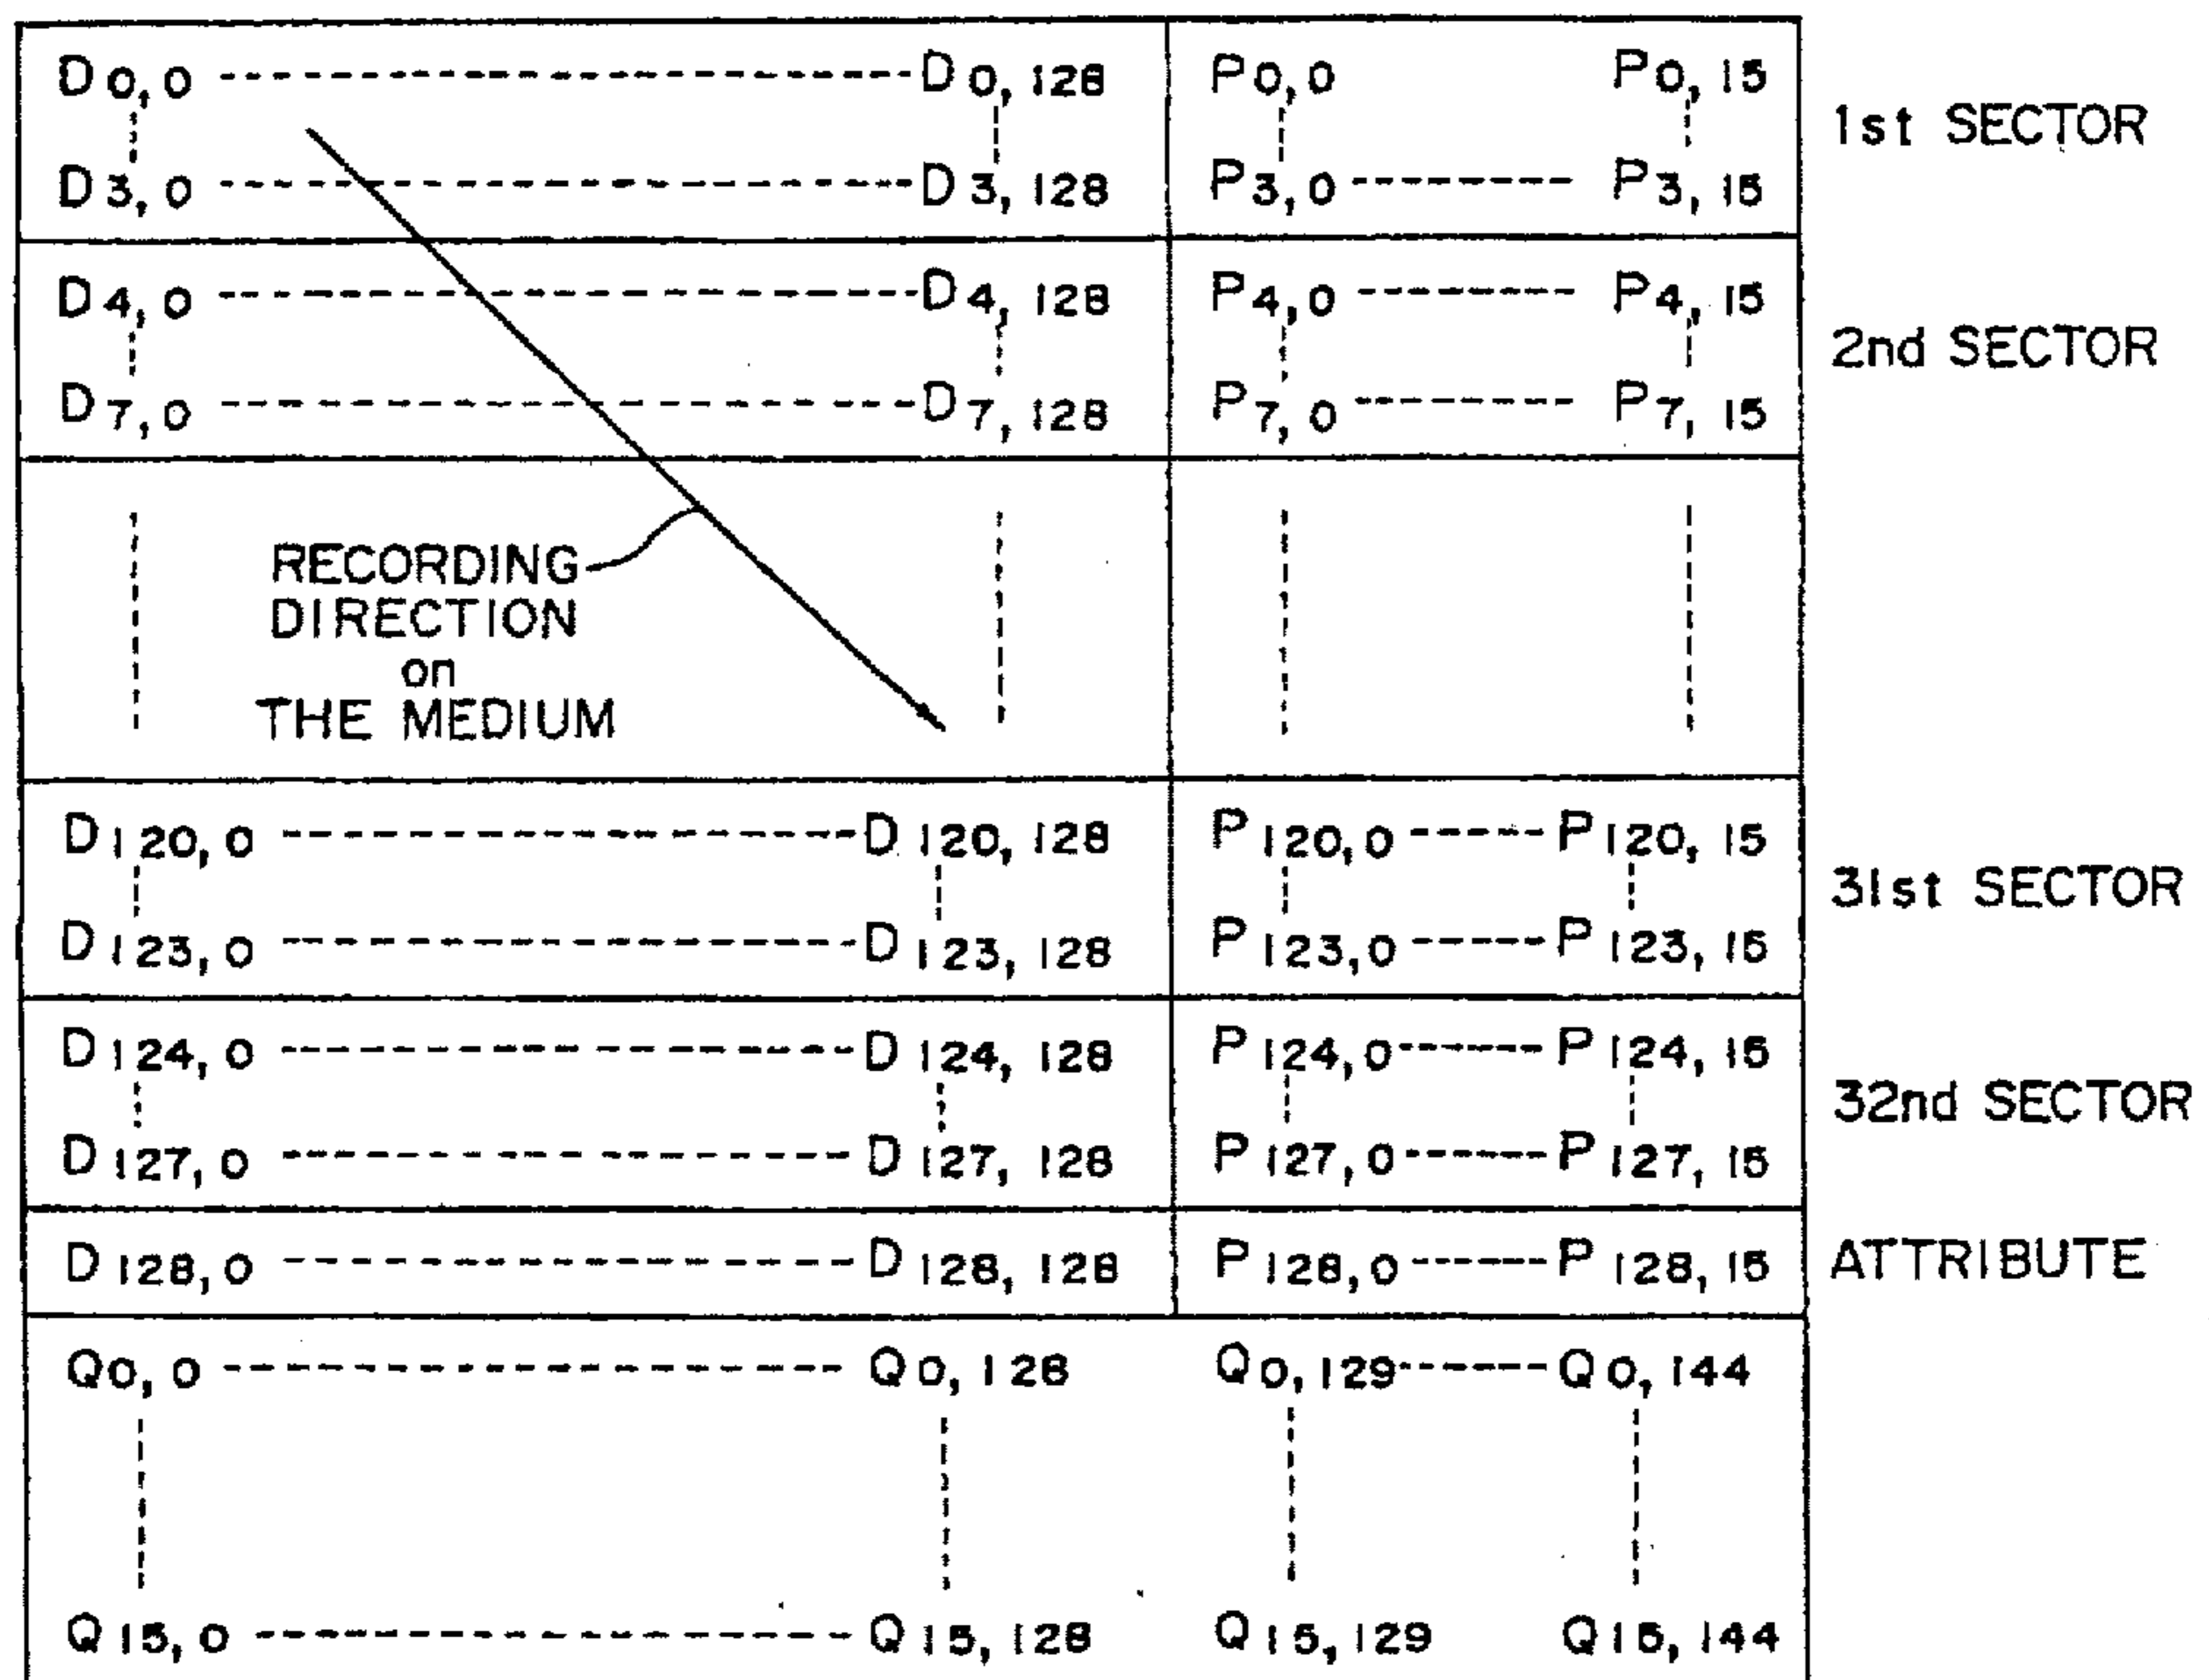 D0,0 ------ D0,128 P0,0 P0,15
1st SECTOR
D3,0 ------ D3,128 P3,0 ------ P3,15
D4,0 ------ D4,128 P4,0 ------ P4,15
2nd SECTOR
D7,0 ------ D7,128 P7,0 ------ P7,15
RECORDING
DIRECTION
on
THE MEDIUM
D120,0 ------ D120,128 P120,0 ------ P120,15
31st SECTOR
D123,0 ------ D123,128 P123,0 ------ P123,15
D124,0 ------ D124,128 P124,0 ------ P124,15
32nd SECTOR
D127,0 ------ D127,128 P127,0 ------ P127,15
D128,0 ------ D128,128 P128,0 ------ P128,15 ATTRIBUTE
Q0,0 ------ Q0,128 Q0,129 ------ Q0,144
Q15,0 ------ Q15,128 Q15,129 Q15,144